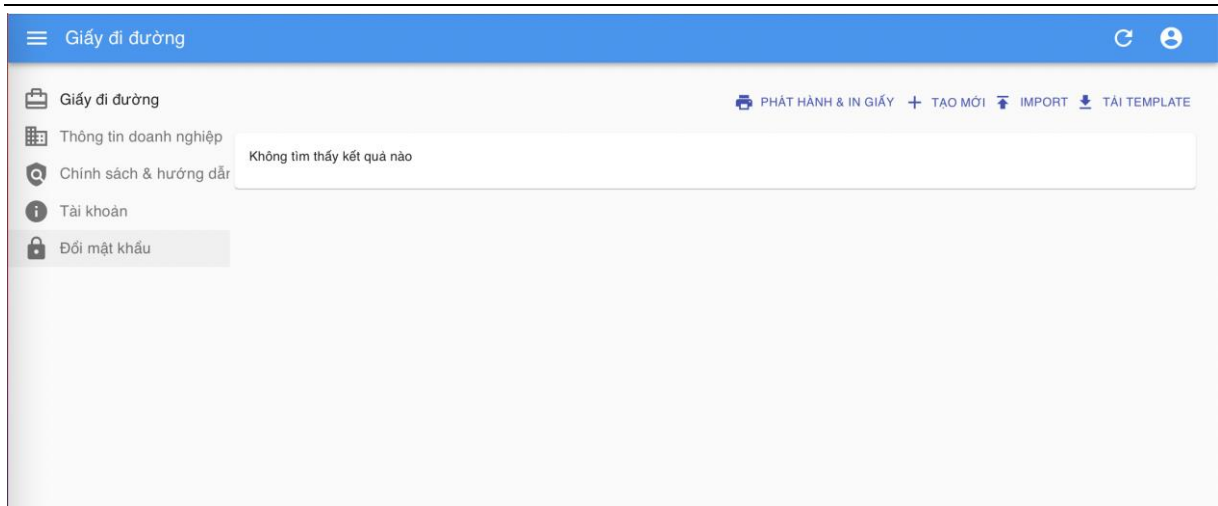 Giấy đi đường
Giấy đi đường
PHÁT HÀNH & IN GIẤY TẠO MỚI IMPORT TẢI TEMPLATE
Thông tin doanh nghiệp
Không tìm thấy kết quả nào
Chính sách & hướng dẫn
Tài khoản
Đổi mật khẩu